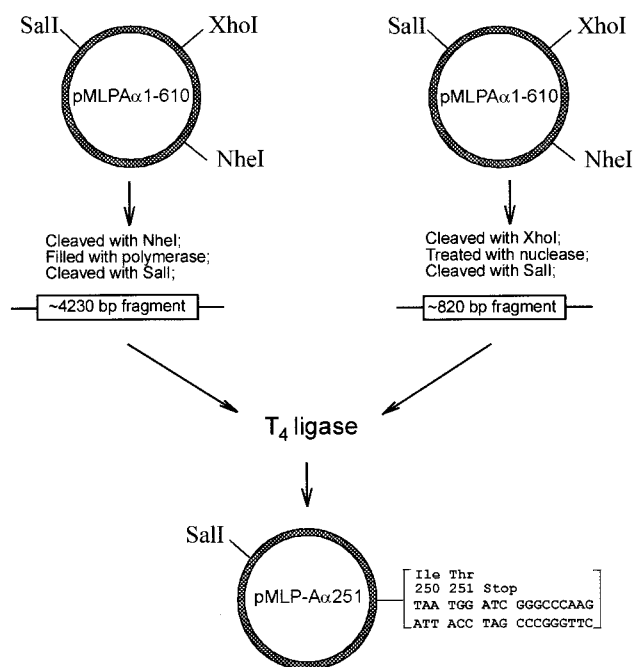 SalI
XhoI
pMLPAα1-610
NheI
SalI
XhoI
pMLPAα1-610
NheI
Cleaved with NheI;
Filled with polymerase;
Cleaved with SalI;
~4230 bp fragment
Cleaved with XhoI;
Treated with nuclease;
Cleaved with SalI;
~820 bp fragment
T4 ligase
SalI
pMLP-Aα251
Ile Thr
250 251 Stop
TAA TGG ATC GGGCCCAAG
ATT ACC TAG CCCGGGTTC